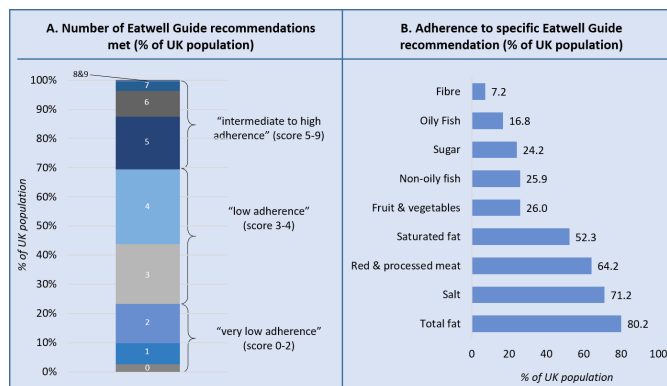 A. Number of Eatwell Guide recommendations
met (% of UK population)
100%
90%
80%
70%
60%
50%
40%
30%
20%
10%
0%
% of UK population
8&9
7
6
5
4
3
2
1
0
"intermediate to high
adherence" (score 5-9)
"low adherence"
(score 3-4)
"very low adherence"
(score 0-2)
B. Adherence to specific Eatwell Guide
recommendation (% of UK population)
Fibre 7.2
Oily Fish 16.8
Sugar 24.2
Non-oily fish 25.9
Fruit & vegetables 26.0
Saturated fat 52.3
Red & processed meat 64.2
Salt 71.2
Total fat 80.2
0 20 40 60 80 100
% of UK population